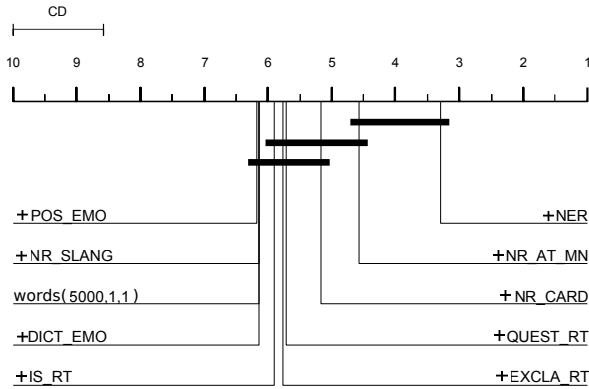 CD
10 9 8 7 6 5 4 3 2 1
+POS_EMO +NER
+NR_SLANG +NR_AT_MN
words(5000,1,1) +NR_CARD
+DICT_EMO +QUEST_RT
+IS_RT +EXCLA_RT